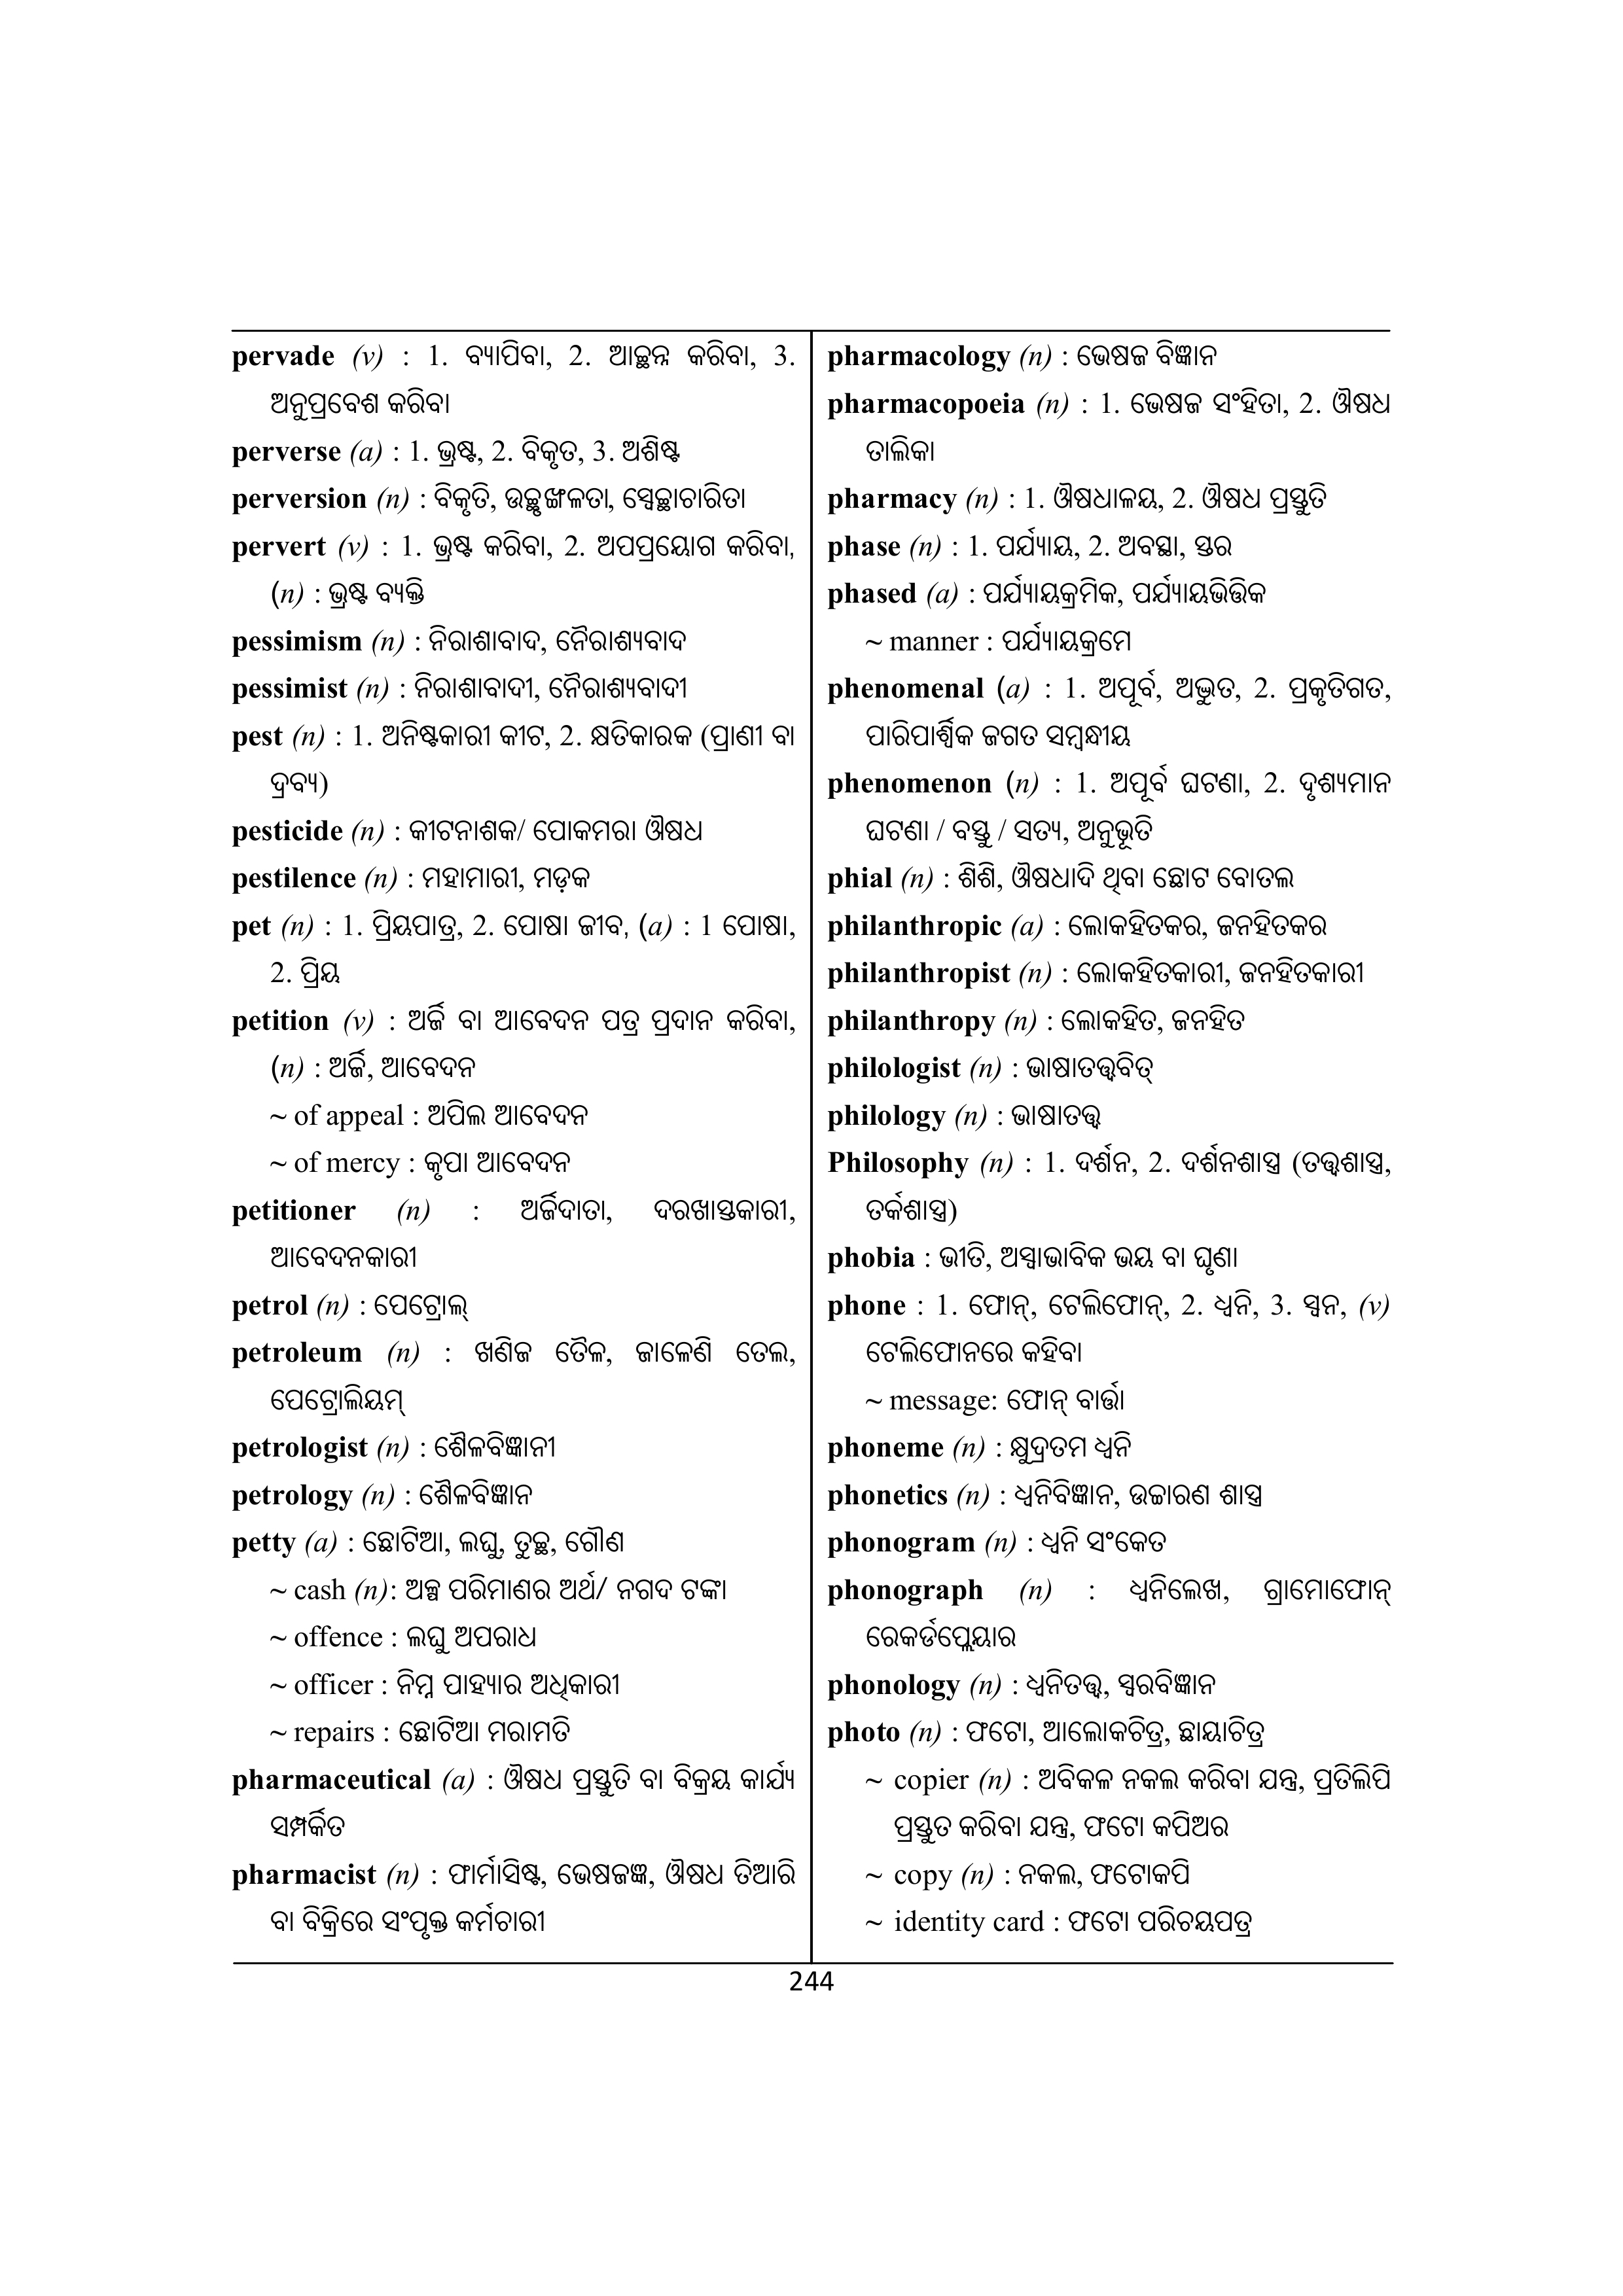 pervade (v) : 1. ବ୍ୟାପିବା, 2. ଆଚ୍ଛନ୍ନ କରିବା, 3.
ଅନୁପ୍ରବେଶ କରିବା
perverse (a) : 1. ଭ୍ରଷ୍ଟ, 2. ବିକୃତ, 3. ଅଶିଷ୍ଟ
perversion (n) : ବିକୃତି, ଉଚ୍ଛୃଙ୍ଖଳତା, ସ୍ୱେଚ୍ଛାଚାରିତା
pervert (v) : 1. ଭ୍ରଷ୍ଟ କରିବା, 2. ଅପପ୍ରୟୋଗ କରିବା,
(n) : ଭ୍ରଷ୍ଟ ବ୍ୟକ୍ତି
pessimism (n) : ନିରାଶାବାଦ, ନୈରାଶ୍ୟବାଦ
pessimist (n) : ନିରାଶାବାଦୀ, ନୈରାଶ୍ୟବାଦୀ
pest (n) : 1. ଅନିଷ୍ଟକାରୀ କୀଟ, 2. କ୍ଷତିକାରକ (ପ୍ରାଣୀ ବା
ଦ୍ରବ୍ୟ)
pesticide (n) : କୀଟନାଶକ/ ପୋକମରା ଔଷଧ
pestilence (n) : ମହାମାରୀ, ମଡ଼କ
pet (n) : 1. ପ୍ରିୟପାତ୍ର, 2. ପୋଷା ଜୀବ, (a) : 1 ପୋଷା,
2. ପ୍ରିୟ
petition (v) : ଅର୍ଜି ବା ଆବେଦନ ପତ୍ର ପ୍ରଦାନ କରିବା,
(n) : ଅର୍ଜି, ଆବେଦନ
~ of appeal : ଅପିଲ ଆବେଦନ
~ of mercy : କୃପା ଆବେଦନ
petitioner (n) : ଅର୍ଜିଦାତା, ଦରଖାସ୍ତକାରୀ,
ଆବେଦନକାରୀ
petrol (n) : ପେଟ୍ରୋଲ୍
petroleum (n) : ଖଣିଜ ତୈଳ, ଜାଳେଣି ତେଲ,
ପେଟ୍ରୋଲିୟମ୍
petrologist (n) : ଶୈଳବିଜ୍ଞାନୀ
petrology (n) : ଶୈଳବିଜ୍ଞାନ
petty (a) : ଛୋଟିଆ, ଲଘୁ, ତୁଚ୍ଛ, ଗୌଣ
~ cash (n): ଅଳ୍ପ ପରିମାଣର ଅର୍ଥ/ ନଗଦ ଟଙ୍କା
~ offence : ଲଘୁ ଅପରାଧ
~ officer : ନିମ୍ନ ପାହ୍ୟାର ଅଧିକାରୀ
~ repairs : ଛୋଟିଆ ମରାମତି
pharmaceutical (a) : ଔଷଧ ପ୍ରସ୍ତୁତି ବା ବିକ୍ରୟ କାର୍ଯ୍ୟ
ସମ୍ପର୍କିତ
pharmacist (n) : ଫାର୍ମାସିଷ୍ଟ, ଭେଷଜଜ୍ଞ, ଔଷଧ ତିଆରି
ବା ବିକ୍ରିରେ ସଂପୃକ୍ତ କର୍ମଚାରୀ
pharmacology (n) : ଭେଷଜ ବିଜ୍ଞାନ
pharmacopoeia (n) : 1. ଭେଷଜ ସଂହିତା, 2. ଔଷଧ
ତାଲିକା
pharmacy (n) : 1. ଔଷଧାଳୟ, 2. ଔଷଧ ପ୍ରସ୍ତୁତି
phase (n) : 1. ପର୍ଯ୍ୟାୟ, 2. ଅବସ୍ଥା, ସ୍ତର
phased (a) : ପର୍ଯ୍ୟାୟକ୍ରମିକ, ପର୍ଯ୍ୟାୟଭିତ୍ତିକ
~ manner : ପର୍ଯ୍ୟାୟକ୍ରମେ
phenomenal (a) : 1. ଅପୂର୍ବ, ଅଦ୍ଭୁତ, 2. ପ୍ରକୃତିଗତ,
ପାରିପାର୍ଶ୍ୱିକ ଜଗତ ସମ୍ବନ୍ଧୀୟ
phenomenon (n) : 1. ଅପୂର୍ବ ଘଟଣା, 2. ଦୃଶ୍ୟମାନ
ଘଟଣା / ବସ୍ତୁ / ସତ୍ୟ, ଅନୁଭୂତି
phial (n) : ଶିଶି, ଔଷଧାଦି ଥିବା ଛୋଟ ବୋତଲ
philanthropic (a) : ଲୋକହିତକର, ଜନହିତକର
philanthropist (n) : ଲୋକହିତକାରୀ, ଜନହିତକାରୀ
philanthropy (n) : ଲୋକହିତ, ଜନହିତ
philologist (n) : ଭାଷାତତ୍ତ୍ୱବିତ୍
philology (n) : ଭାଷାତତ୍ତ୍ୱ
Philosophy (n) : 1. ଦର୍ଶନ, 2. ଦର୍ଶନଶାସ୍ତ୍ର (ତତ୍ତ୍ୱଶାସ୍ତ୍ର,
ତର୍କଶାସ୍ତ୍ର)
phobia : ଭୀତି, ଅସ୍ୱାଭାବିକ ଭୟ ବା ଘୃଣା
phone : 1. ଫୋନ୍, ଟେଲିଫୋନ୍, 2. ଧ୍ୱନି, 3. ସ୍ୱନ, (v)
ଟେଲିଫୋନରେ କହିବା
~ message: ଫୋନ୍ ବାର୍ତ୍ତା
phoneme (n) : କ୍ଷୁଦ୍ରତମ ଧ୍ୱନି
phonetics (n) : ଧ୍ୱନିବିଜ୍ଞାନ, ଉଚ୍ଚାରଣ ଶାସ୍ତ୍ର
phonogram (n) : ଧ୍ୱନି ସଂକେତ
phonograph (n) : ଧ୍ୱନିଲେଖ, ଗ୍ରାମୋଫୋନ୍
ରେକର୍ଡପ୍ଲେୟାର
phonology (n) : ଧ୍ୱନିତତ୍ତ୍ୱ, ସ୍ୱରବିଜ୍ଞାନ
photo (n) : ଫଟୋ, ଆଲୋକଚିତ୍ର, ଛାୟାଚିତ୍ର
~ copier (n) : ଅବିକଳ ନକଲ କରିବା ଯନ୍ତ୍ର, ପ୍ରତିଲିପି
ପ୍ରସ୍ତୁତ କରିବା ଯନ୍ତ୍ର, ଫଟୋ କପିଅର
~ copy (n) : ନକଲ, ଫଟୋକପି
~ identity card : ଫଟୋ ପରିଚୟପତ୍ର
244